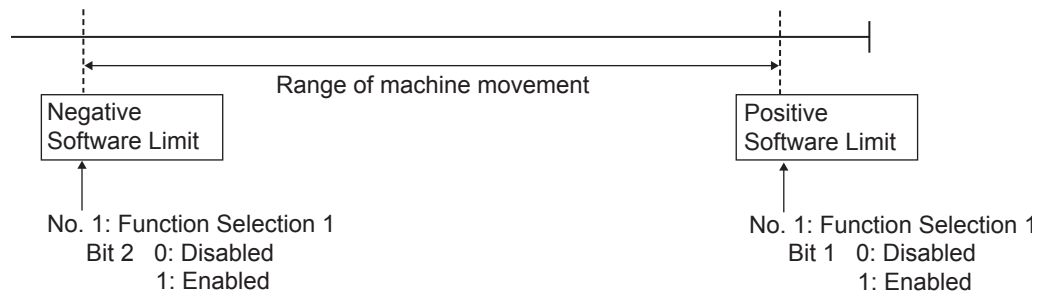 Range of machine movement
Negative
Software Limit
Positive
Software Limit
No. 1: Function Selection 1
Bit 2 0: Disabled
1: Enabled
No. 1: Function Selection 1
Bit 1 0: Disabled
1: Enabled